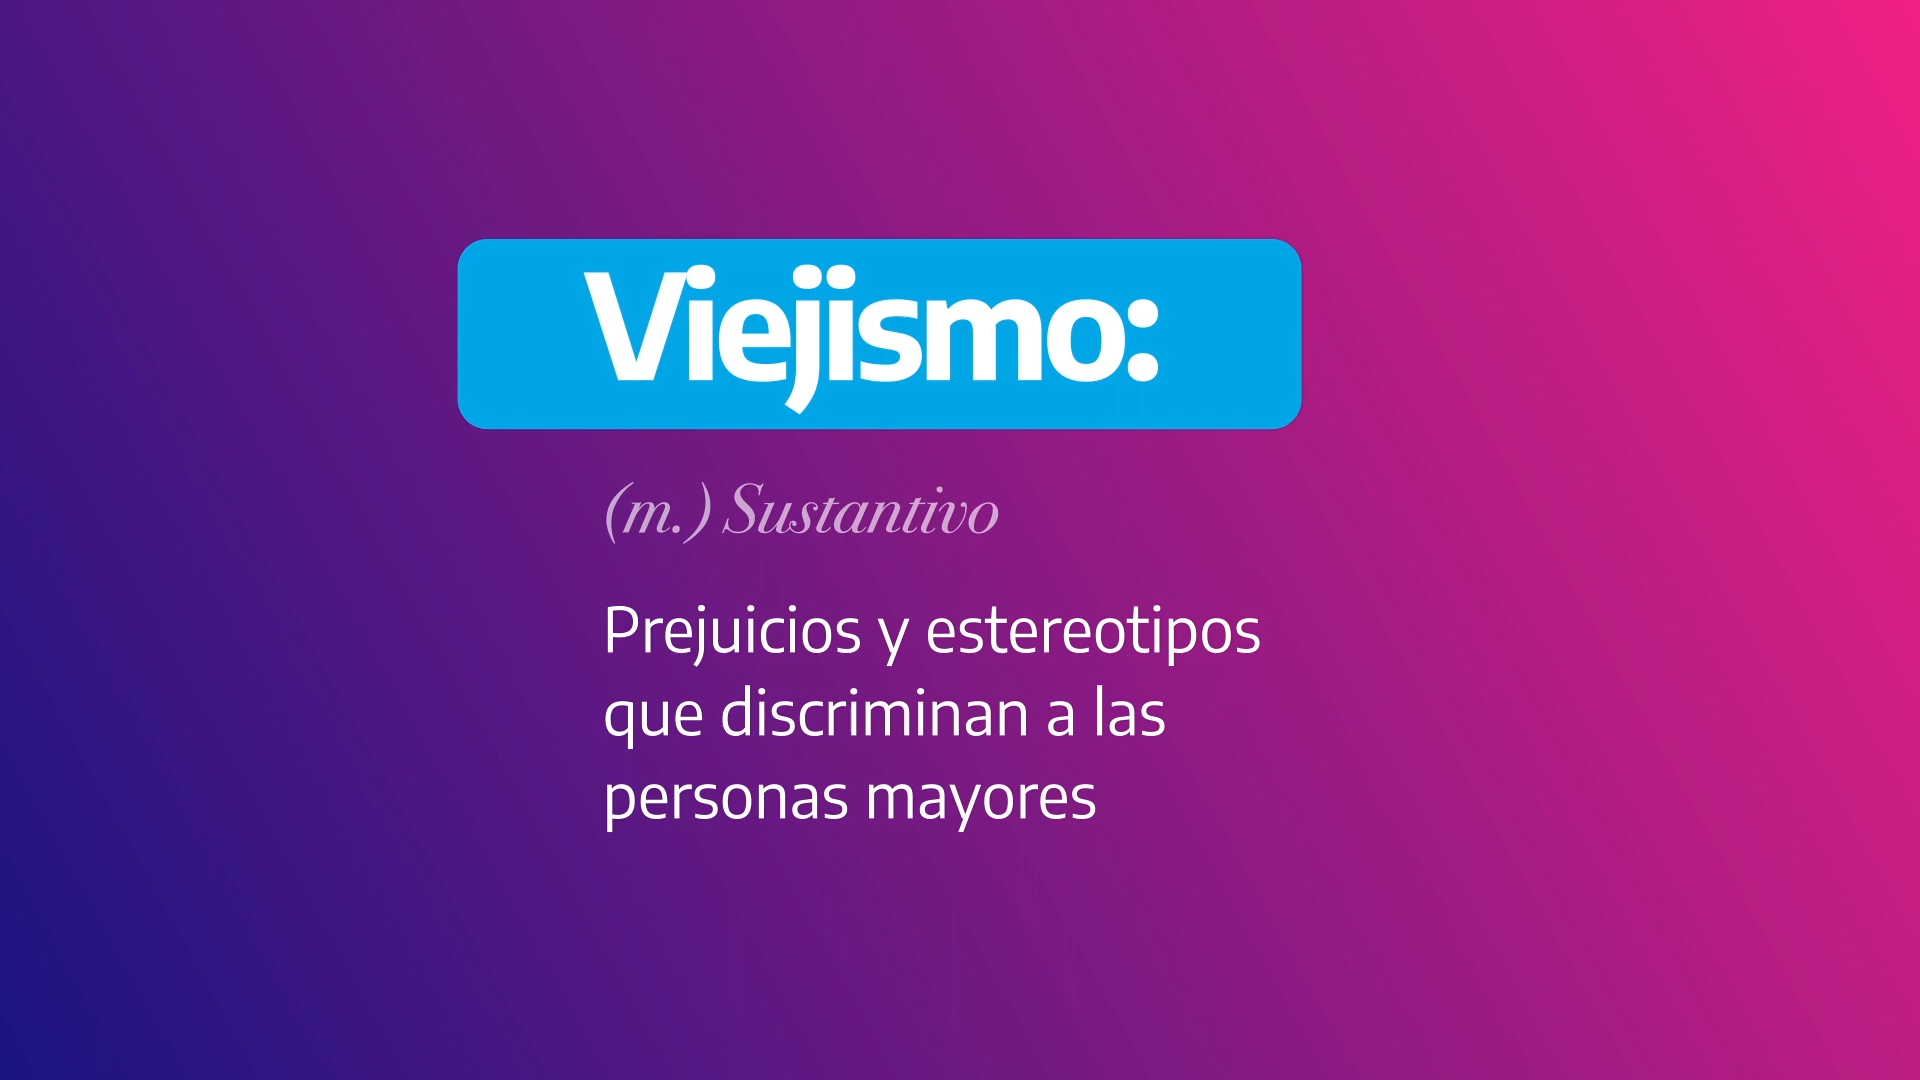 Viejismo:
(m.) Sustantivo
Prejuicios y estereotipos
que discriminan a las
personas mayores